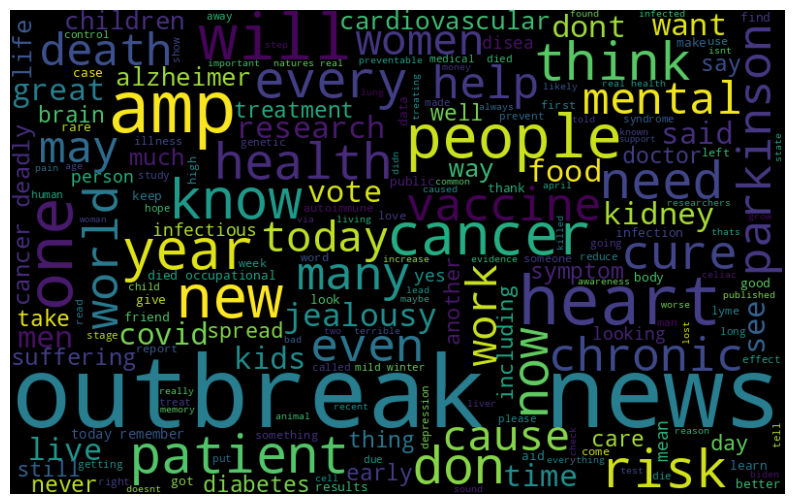 children
control
death
life
away
show
step
will
every
women
cardiovascular
disea
dont
want
found
infected
find
important
natures real
preventable
medical
died
help
think
say
make
use
isnt
case
great
alzheimer
brain
rare
amp
treatment
research
data
made
treating
lung
money
likely
always
prevent
real health
told
mental
first
syndrome
well
people
known
support
said
doctor
left
state
parkinson
may
illness
genetic
didn
much
health
way
food
need
pain
age
study
person
high
public
common
thank
april
researchers
human
keep
know
vote
vaccine
kidney
woman
hope
via
living
love
caused
autoimmune
killed
going
infection
thats
grow
one
world
year
infectious
today
cancer
cure
cancer deadly
died occupational
week
word
increase
evidence
someone
reduce
child
give
many
yes
another
symptom
body
celiac
good
awareness
read
new
look
lead
maybe
work
including
looking
man
published
worse
take
friend
jealousy
heart
see
men
covid
spread
stage
two
terrible
lyme
long
lost
suffering
report
bad
kids
even
now
chronic
effect
called
mild winter
outbreak news
really
treat
memory
recent
animal
liver
please
depression
today remember
something
cause
live
patient
thing
don
risk
care
day
mean
reason
tell
still
getting
put
due
aid
time
come
learn
check
everything
biden
never
right
got
diabetes
cell
early
test
die
better
doesnt
results
sound